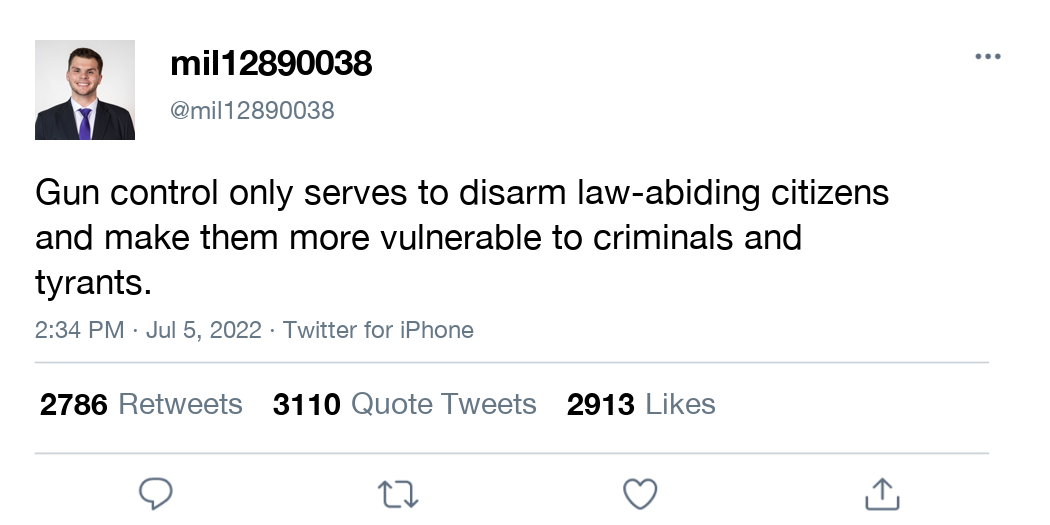 mil12890038
@mil12890038
Gun control only serves to disarm law-abiding citizens
and make them more vulnerable to criminals and
tyrants.
2:34 PM · Jul 5, 2022 · Twitter for iPhone
2786 Retweets 3110 Quote Tweets 2913 Likes